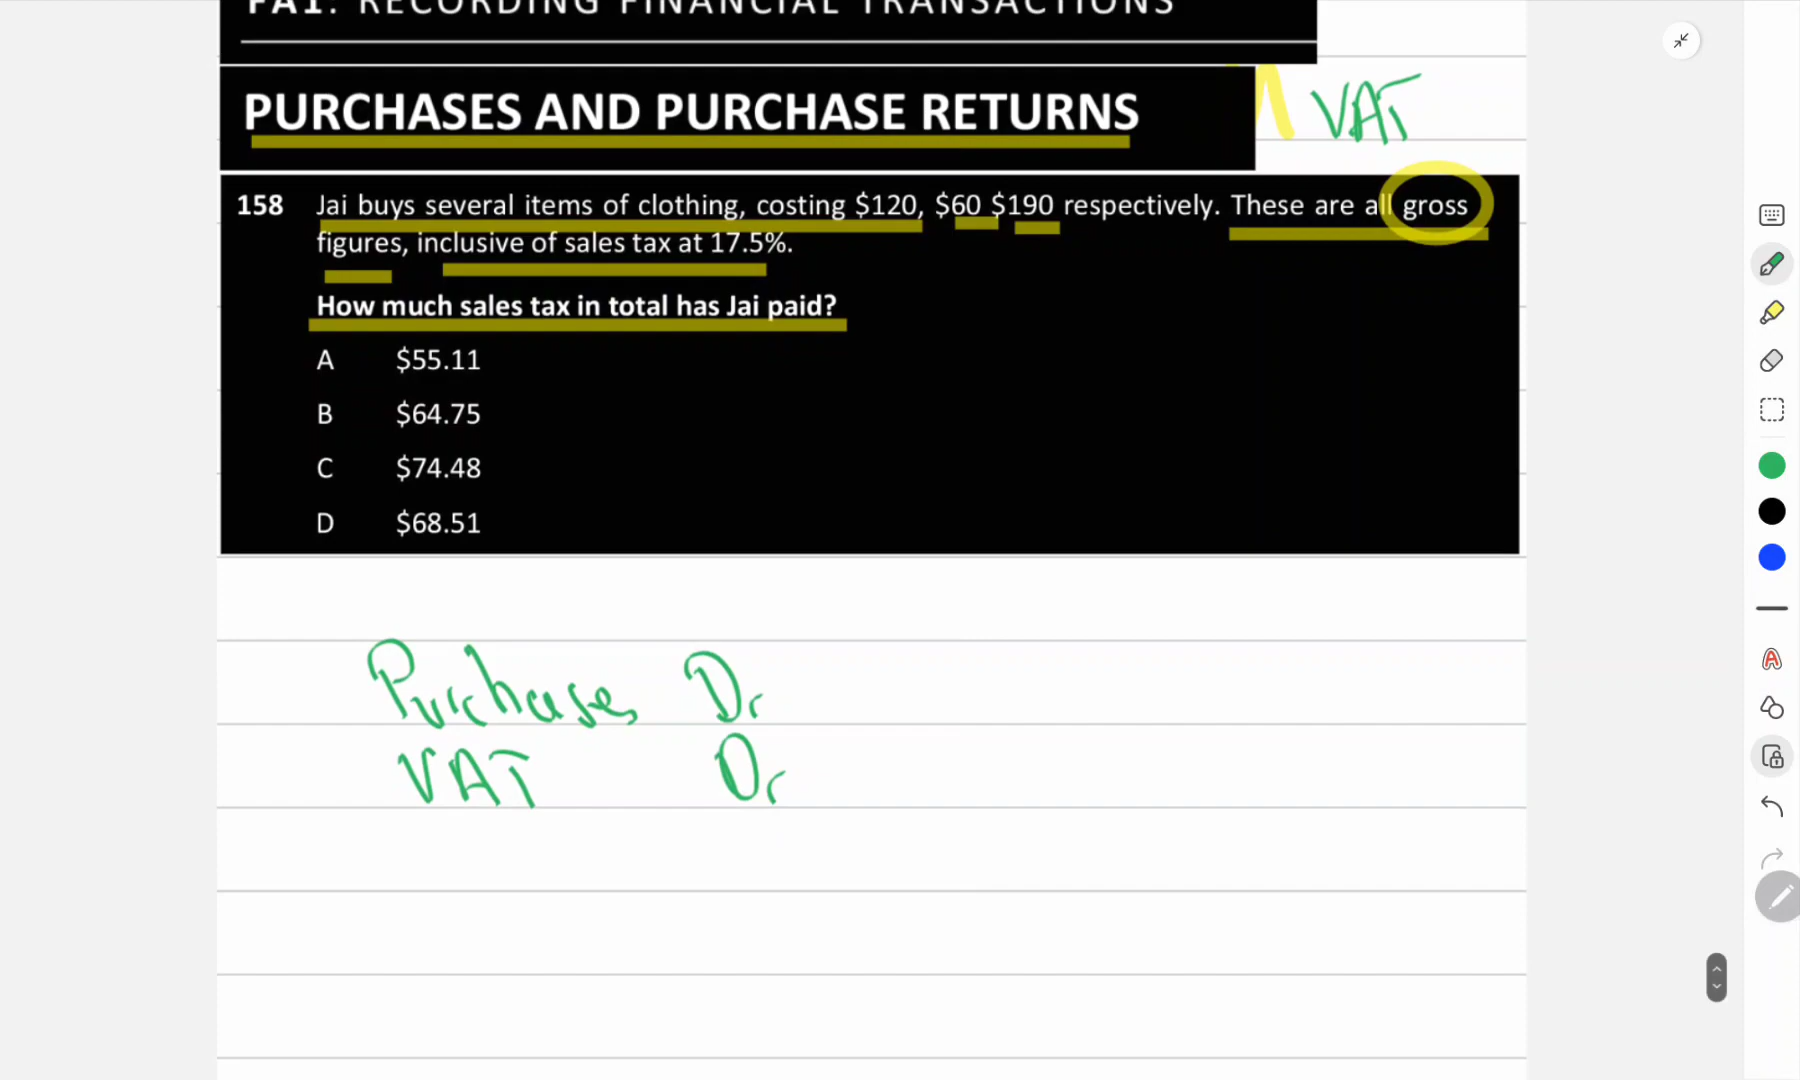 FA1: RECORDING FINANCIAL TRANSACTIONS
PURCHASES AND PURCHASE RETURNS
VAT
158 Jai buys several items of clothing, costing $120, $60 $190 respectively. These are all gross
figures, inclusive of sales tax at 17.5%.
How much sales tax in total has Jai paid?
A $55.11
B $64.75
C $74.48
D $68.51
Purchases Dr
VAT Dr